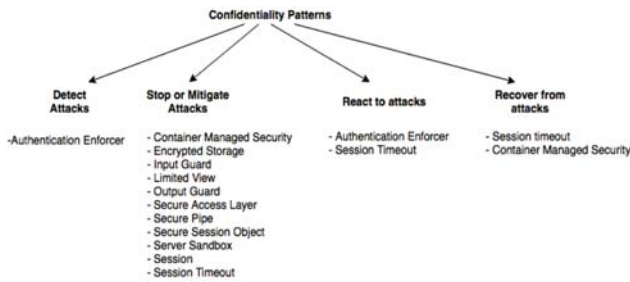 Confidentiality Patterns
Detect
Attacks
-Authentication Enforcer
Stop or Mitigate
Attacks
- Container Managed Security
- Encrypted Storage
- Input Guard
- Limited View
- Output Guard
- Secure Access Layer
- Secure Pipe
- Secure Session Object
- Server Sandbox
- Session
- Session Timeout
React to attacks
- Authentication Enforcer
- Session Timeout
Recover from
attacks
- Session timeout
- Container Managed Security